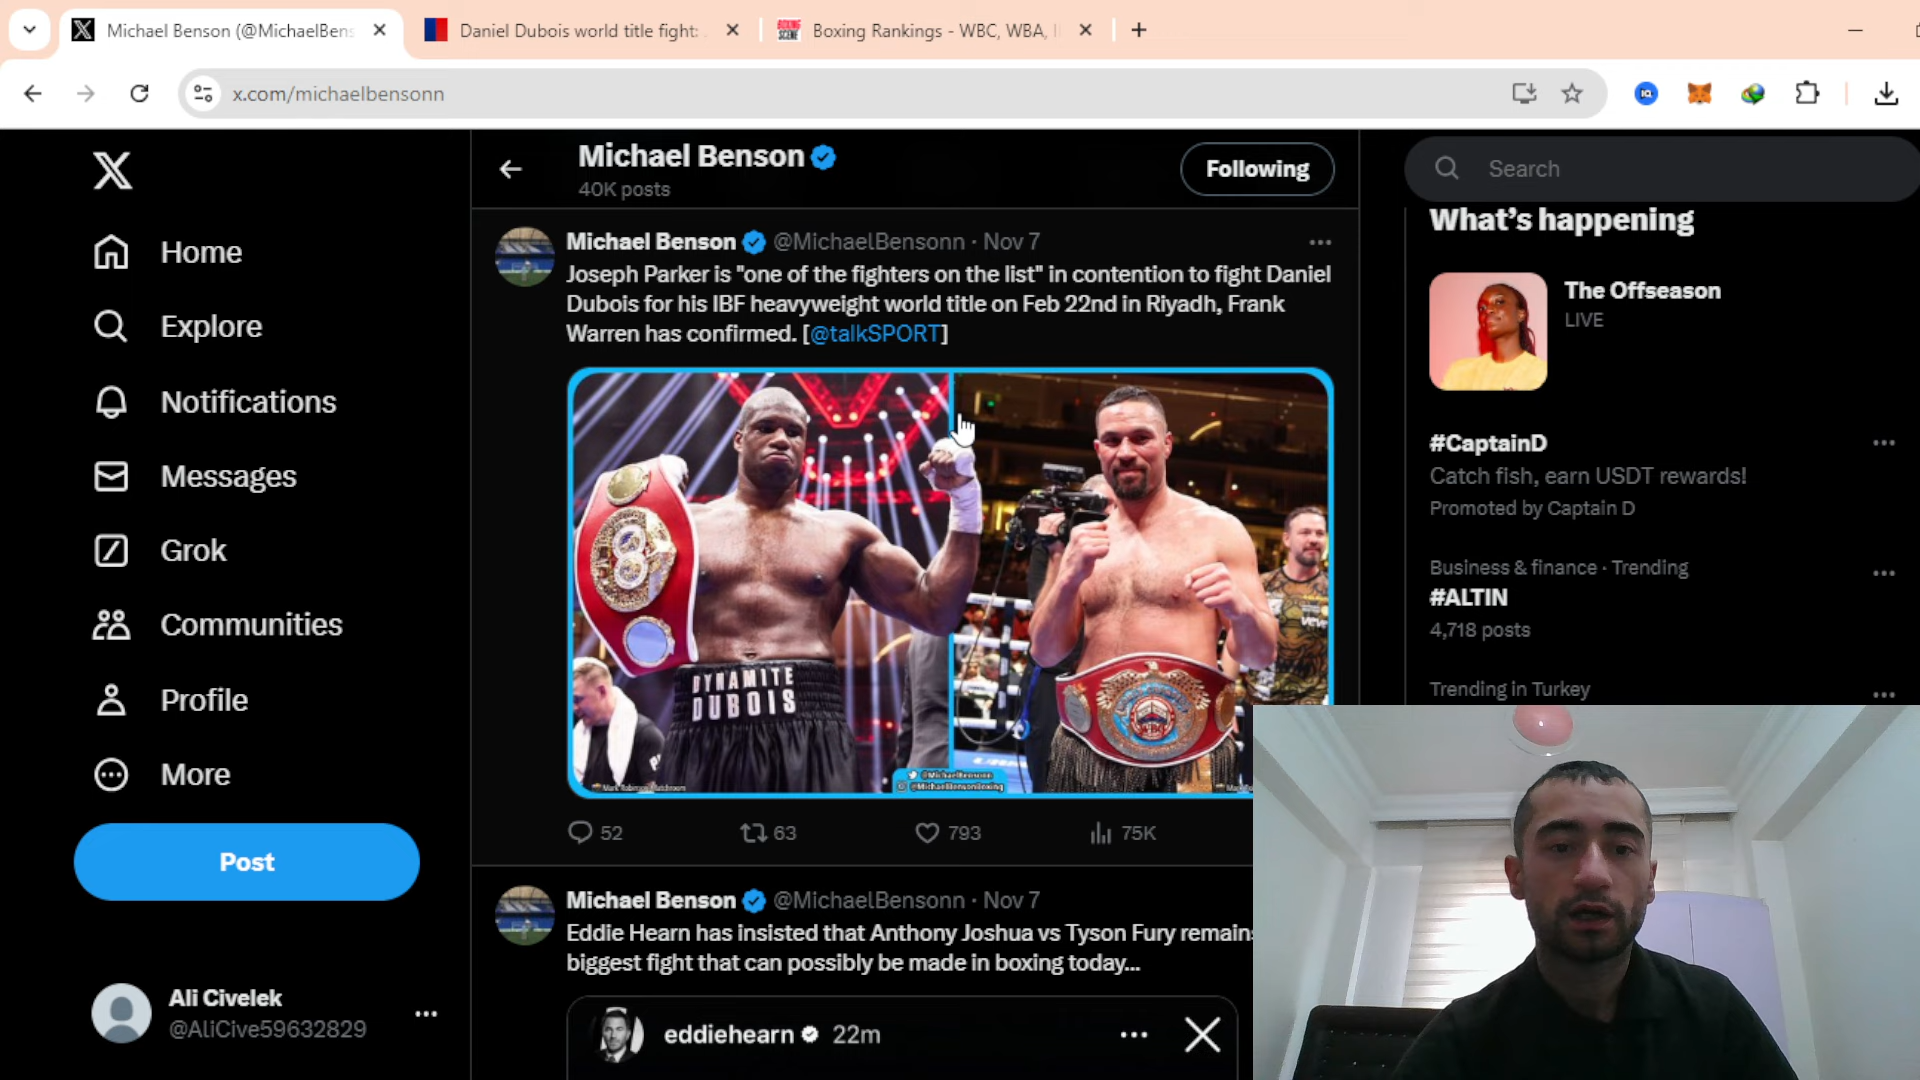 Michael Benson (@MichaelBens
Daniel Dubois world title fight:
Boxing Rankings - WBC, WBA,
x.com/michaelbensonn
Michael Benson
40K posts
Following
Search
Home
Explore
Notifications
Messages
Grok
Communities
Profile
More
Post
Ali Civelek
@AliCive59632829
Michael Benson @MichaelBensonn · Nov 7
Joseph Parker is "one of the fighters on the list" in contention to fight Daniel
Dubois for his IBF heavyweight world title on Feb 22nd in Riyadh, Frank
Warren has confirmed. [@talkSPORT]
DYNAMITE
DUBOIS
@MichaelBensonn
@MichaelBensonBoxing
52
63
793
75K
Michael Benson @MichaelBensonn · Nov 7
Eddie Hearn has insisted that Anthony Joshua vs Tyson Fury remains
biggest fight that can possibly be made in boxing today...
eddiehearn 22m
What's happening
The Offseason
LIVE
#CaptainD
Catch fish, earn USDT rewards!
Promoted by Captain D
Business & finance · Trending
#ALTIN
4,718 posts
Trending in Turkey